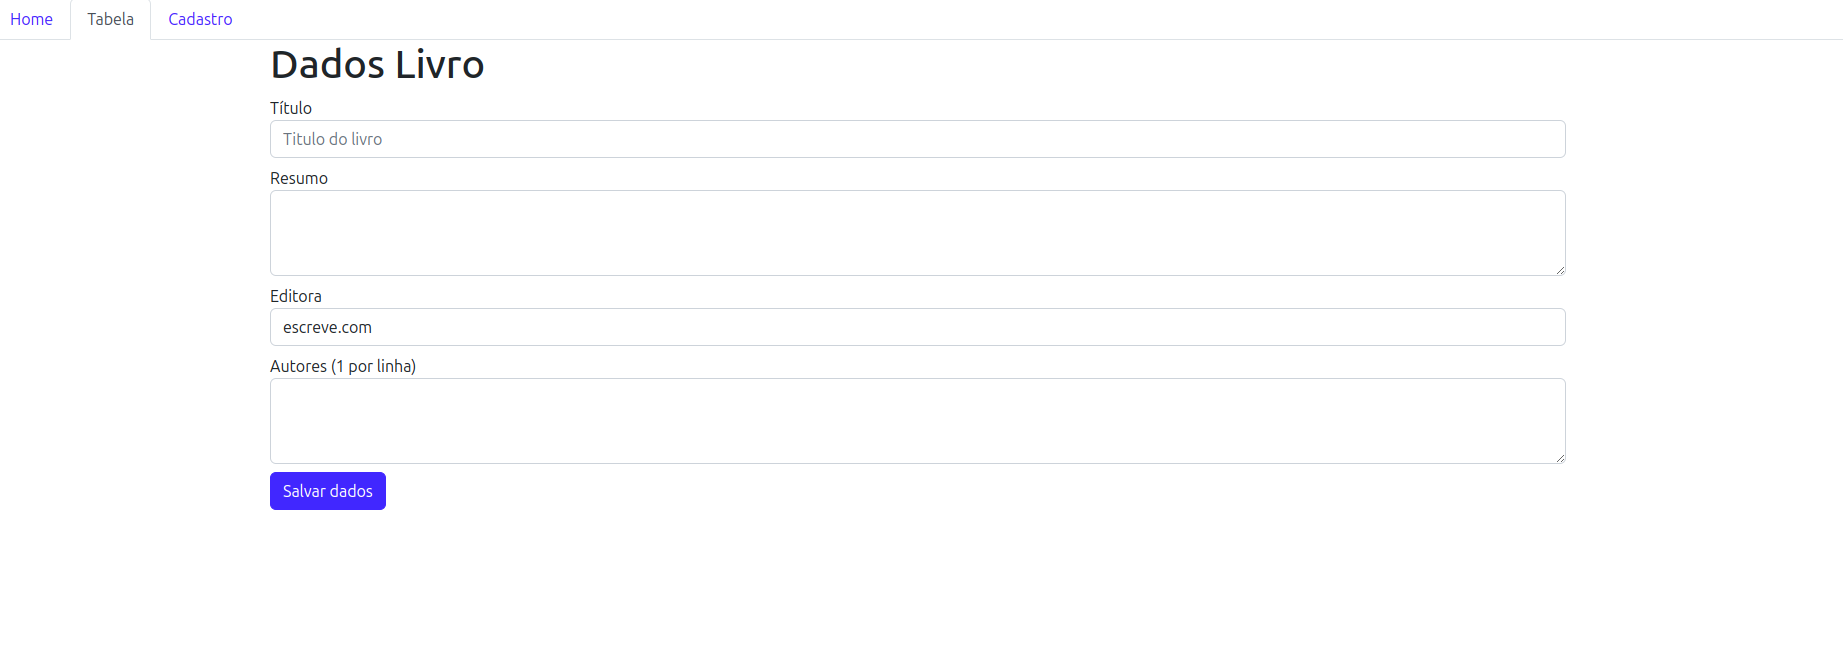 Home Tabela Cadastro
Dados Livro
Título
Titulo do livro
Resumo
Editora
escreve.com
Autores (1 por linha)
Salvar dados